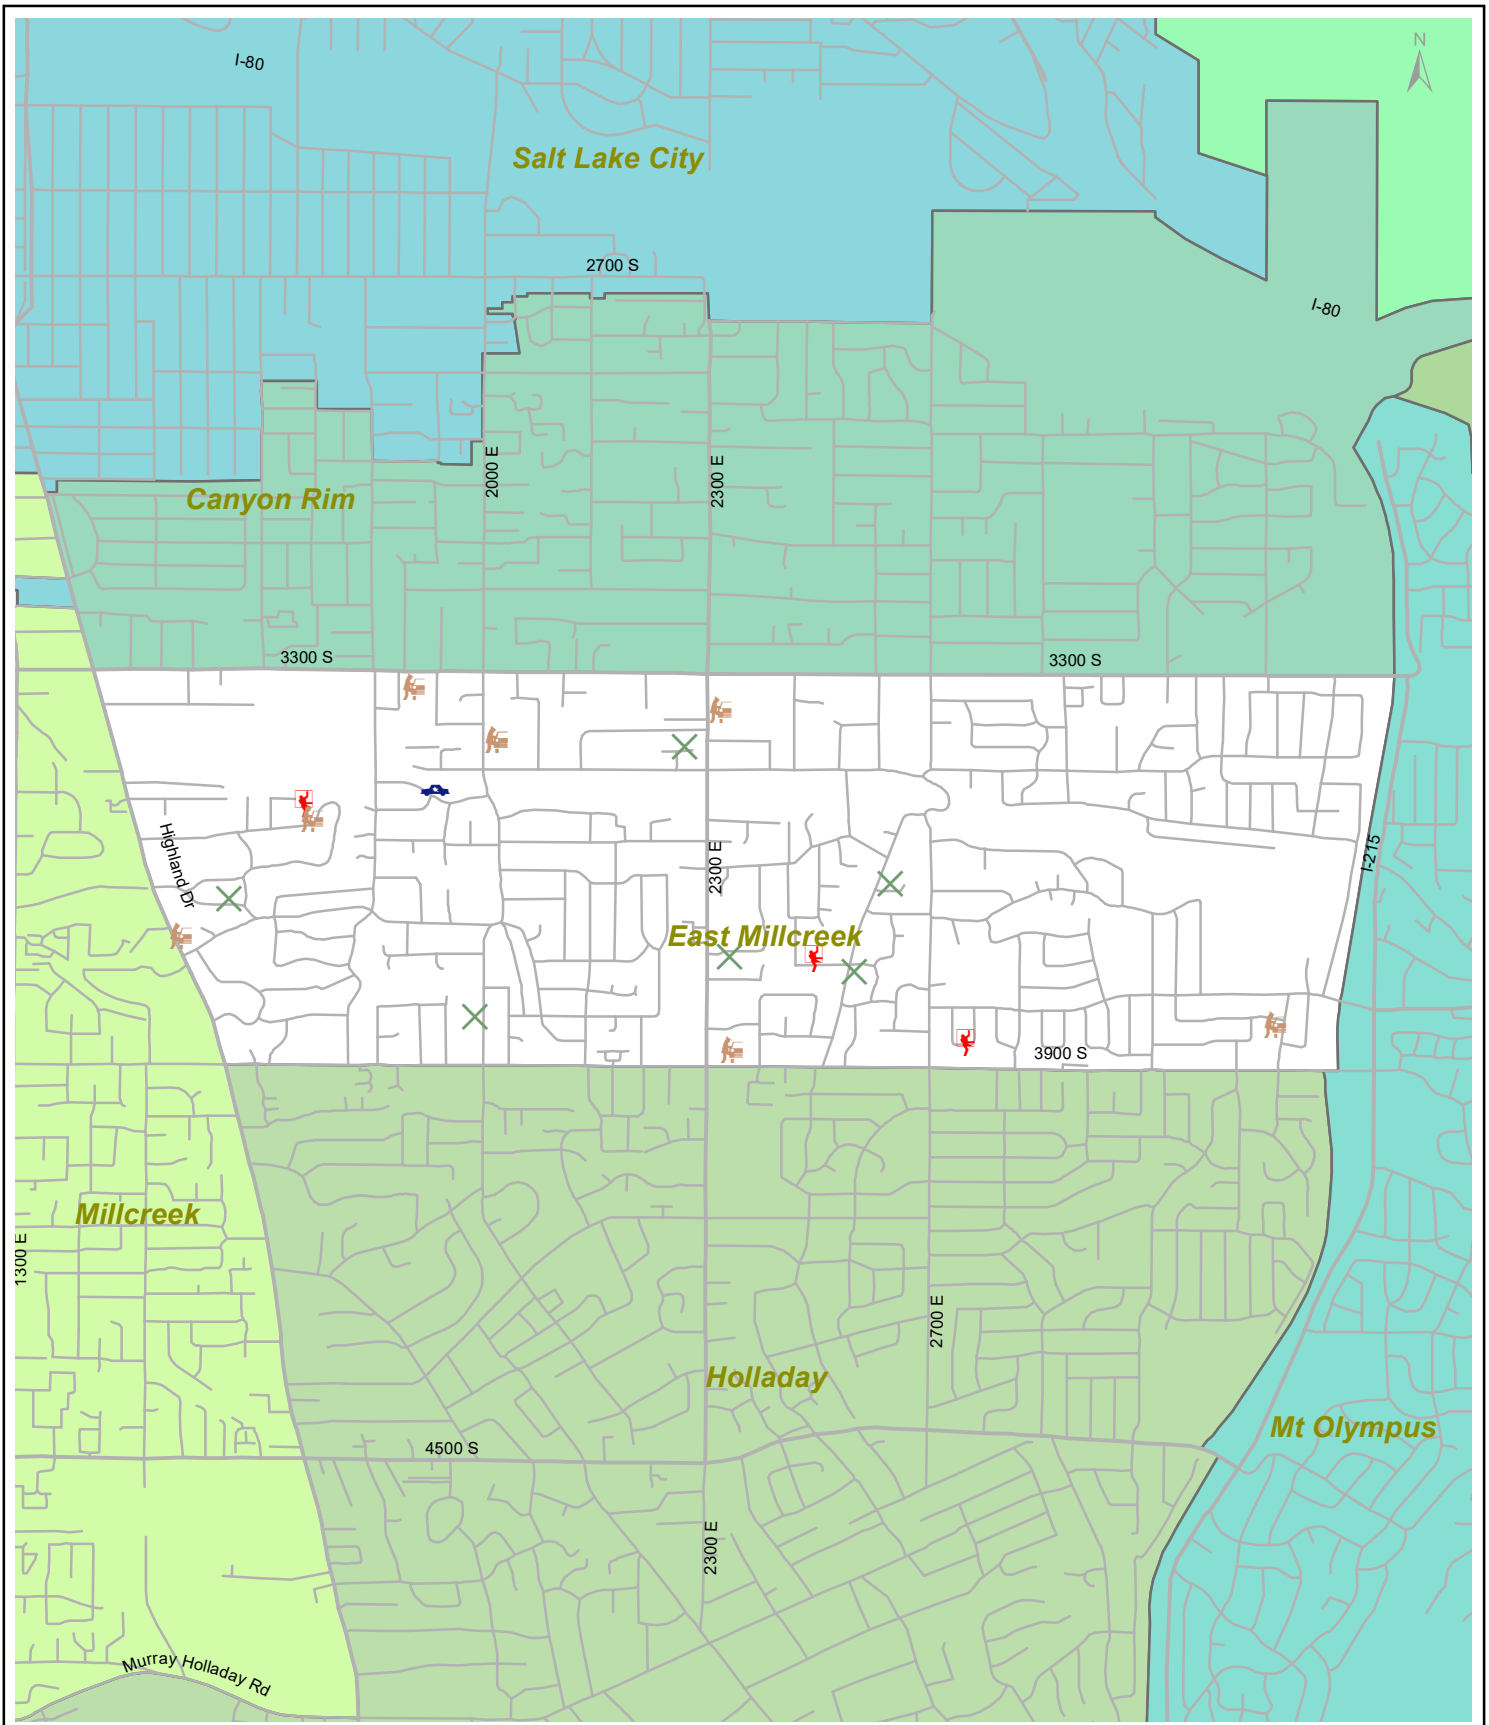 N
I-80
Salt Lake City
2700 S
I-80
2000 E
2300 E
Canyon Rim
3300 S
3300 S
Highland Dr
2300 E
I-215
East Millcreek
3900 S
Millcreek
1300 E
2700 E
Holladay
Mt Olympus
4500 S
2300 E
Murray Holladay Rd